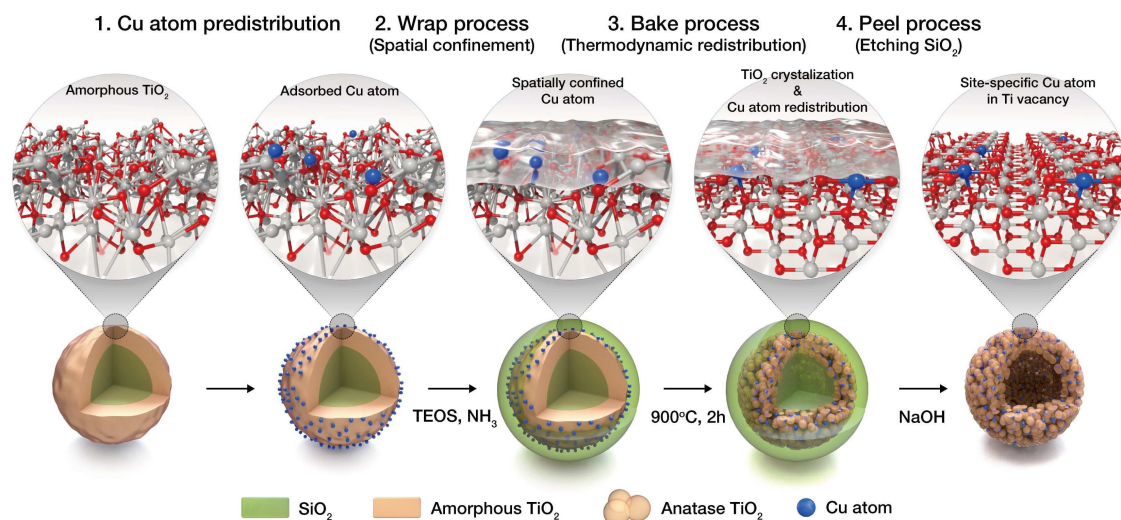 1. Cu atom predistribution
2. Wrap process
(Spatial confinement)
3. Bake process
(Thermodynamic redistribution)
4. Peel process
(Etching SiO₂)
Amorphous TiO₂
Adsorbed Cu atom
Spatially confined
Cu atom
TiO₂ crystalization
&
Cu atom redistribution
Site-specific Cu atom
in Ti vacancy
TEOS, NH₃
900°C, 2h
NaOH
SiO₂
Amorphous TiO₂
Anatase TiO₂
Cu atom